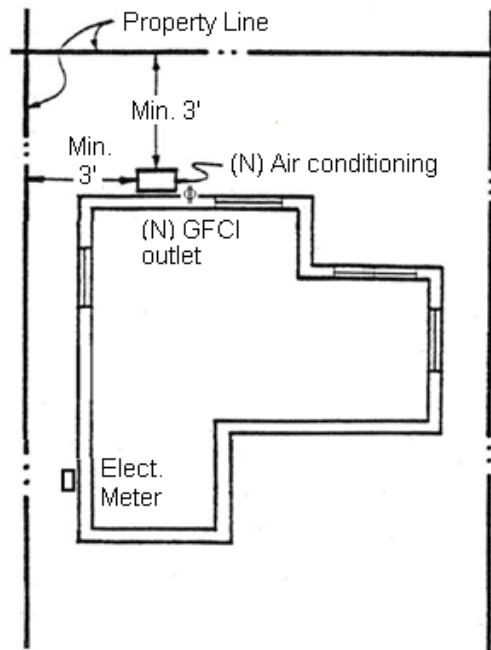 Property Line
Min. 3'
Min.
3'
(N) Air conditioning
(N) GFCI
outlet
Elect.
Meter